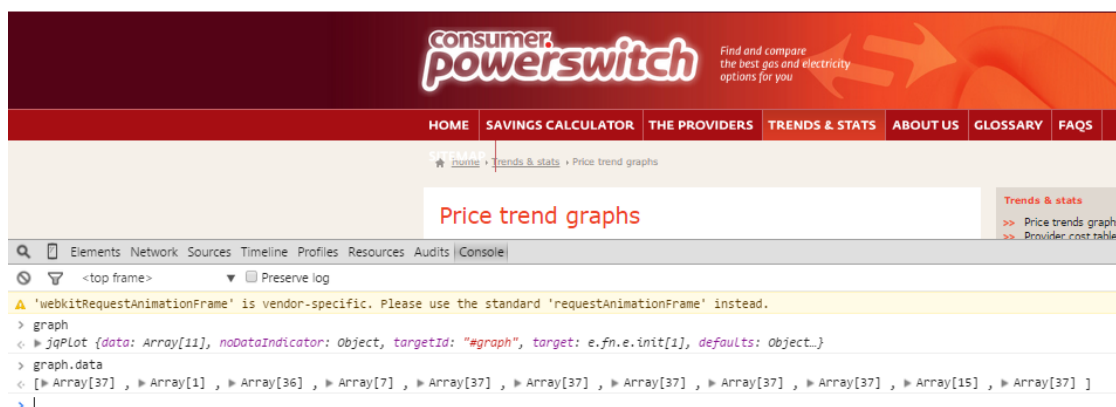 consumer.
powerswitch
Find and compare
the best gas and electricity
options for you
HOME SAVINGS CALCULATOR THE PROVIDERS TRENDS & STATS ABOUT US GLOSSARY FAQS
SITEMAP
Home › Trends & stats › Price trend graphs
Price trend graphs
Trends & stats
>> Price trends graph
>> Provider cost table
Elements Network Sources Timeline Profiles Resources Audits Console
<top frame> ▼ Preserve log
'webkitRequestAnimationFrame' is vendor-specific. Please use the standard 'requestAnimationFrame' instead.
> graph
jqPlot {data: Array[11], noDataIndicator: Object, targetId: "#graph", target: e.fn.e.init[1], defaults: Object…}
> graph.data
[▶ Array[37] , ▶ Array[1] , ▶ Array[36] , ▶ Array[7] , ▶ Array[37] , ▶ Array[37] , ▶ Array[37] , ▶ Array[37] , ▶ Array[37] , ▶ Array[15] , ▶ Array[37] ]
>